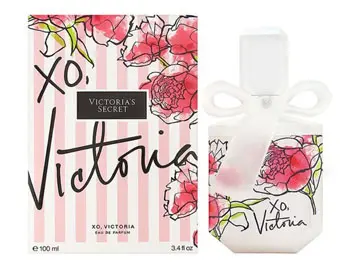 XO,
VICTORIA'S
SECRET
Victoria
XO, VICTORIA
EAU DE PARFUM
℮ 100 ml
3.4 fl oz
XO,
Victoria